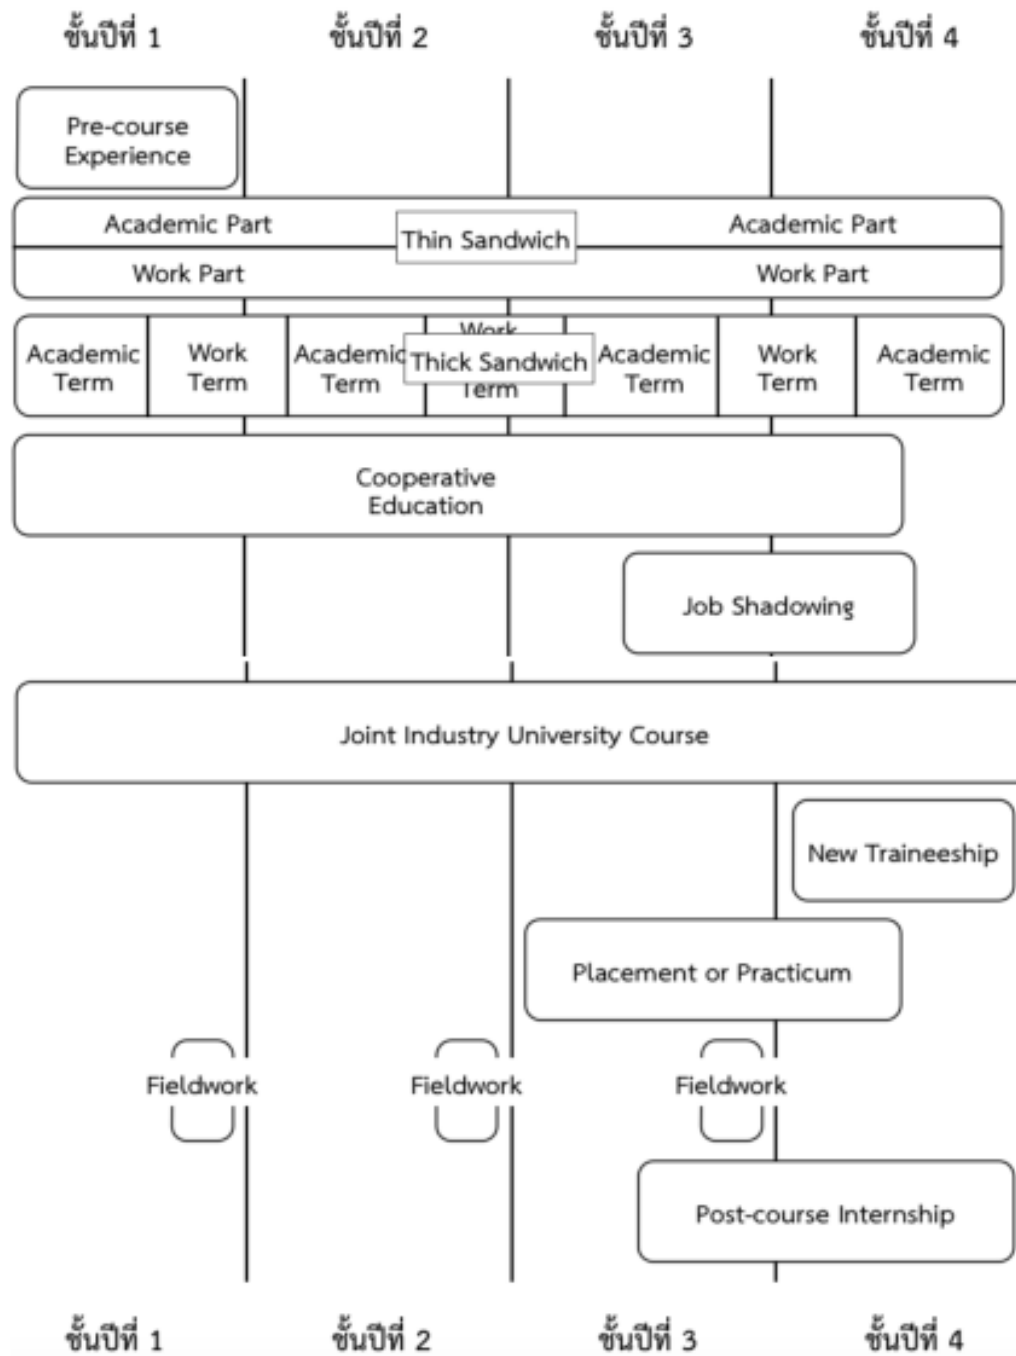 ชั้นปีที่ 1 ชั้นปีที่ 2 ชั้นปีที่ 3 ชั้นปีที่ 4
Pre-course
Experience
Academic Part Thin Sandwich Academic Part
Work Part Work Part
Academic
Term
Work
Term
Academic
Term
Work
Thick Sandwich
Term
Academic
Term
Work
Term
Academic
Term
Cooperative
Education
Job Shadowing
Joint Industry University Course
New Traineeship
Placement or Practicum
Fieldwork Fieldwork Fieldwork
Post-course Internship
ชั้นปีที่ 1 ชั้นปีที่ 2 ชั้นปีที่ 3 ชั้นปีที่ 4